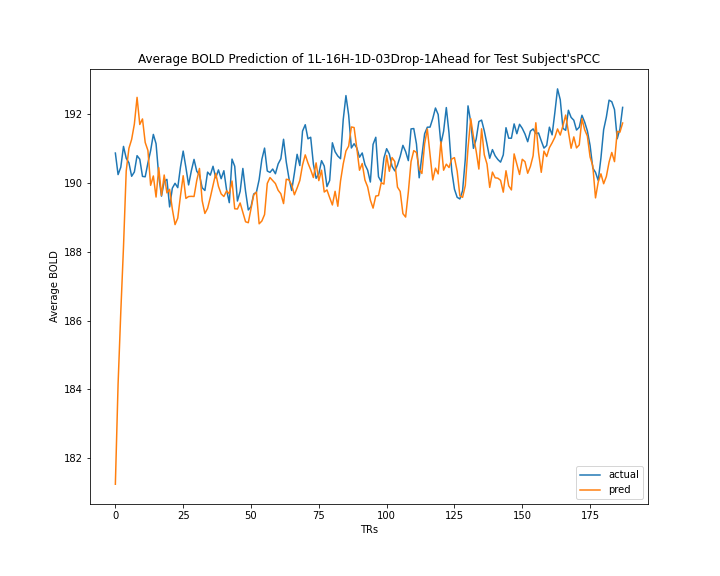 Average BOLD Prediction of 1L-16H-1D-03Drop-1Ahead for Test Subject'sPCC
Average BOLD
192
190
188
186
184
182
0 25 50 75 100 125 150 175
TRs
actual
pred